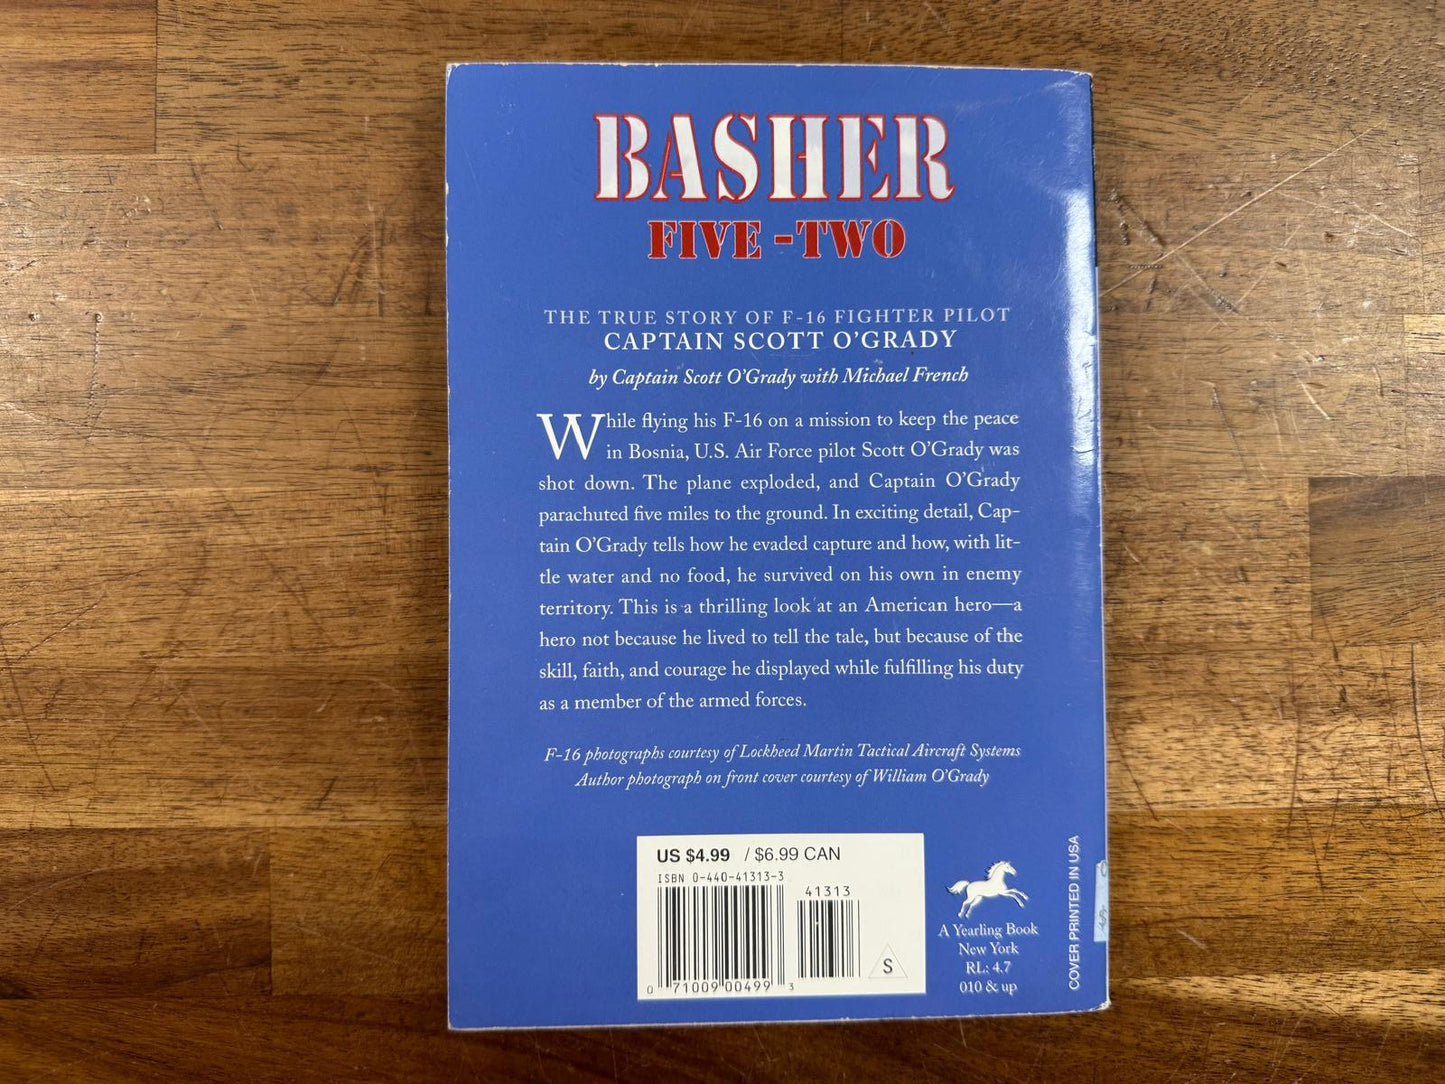 BASHER
FIVE-TWO
THE TRUE STORY OF F-16 FIGHTER PILOT
CAPTAIN SCOTT O'GRADY
by Captain Scott O'Grady with Michael French
While flying his F-16 on a mission to keep the peace
in Bosnia, U.S. Air Force pilot Scott O'Grady was
shot down. The plane exploded, and Captain O'Grady
parachuted five miles to the ground. In exciting detail, Cap-
tain O'Grady tells how he evaded capture and how, with lit-
tle water and no food, he survived on his own in enemy
territory. This is a thrilling look at an American hero—a
hero not because he lived to tell the tale, but because of the
skill, faith, and courage he displayed while fulfilling his duty
as a member of the armed forces.
F-16 photographs courtesy of Lockheed Martin Tactical Aircraft Systems
Author photograph on front cover courtesy of William O'Grady
US $4.99 / $6.99 CAN
ISBN 0-440-41313-3
41313
S
0 71009 00499 3
A Yearling Book
New York
RL: 4.7
010 & up
COVER PRINTED IN USA